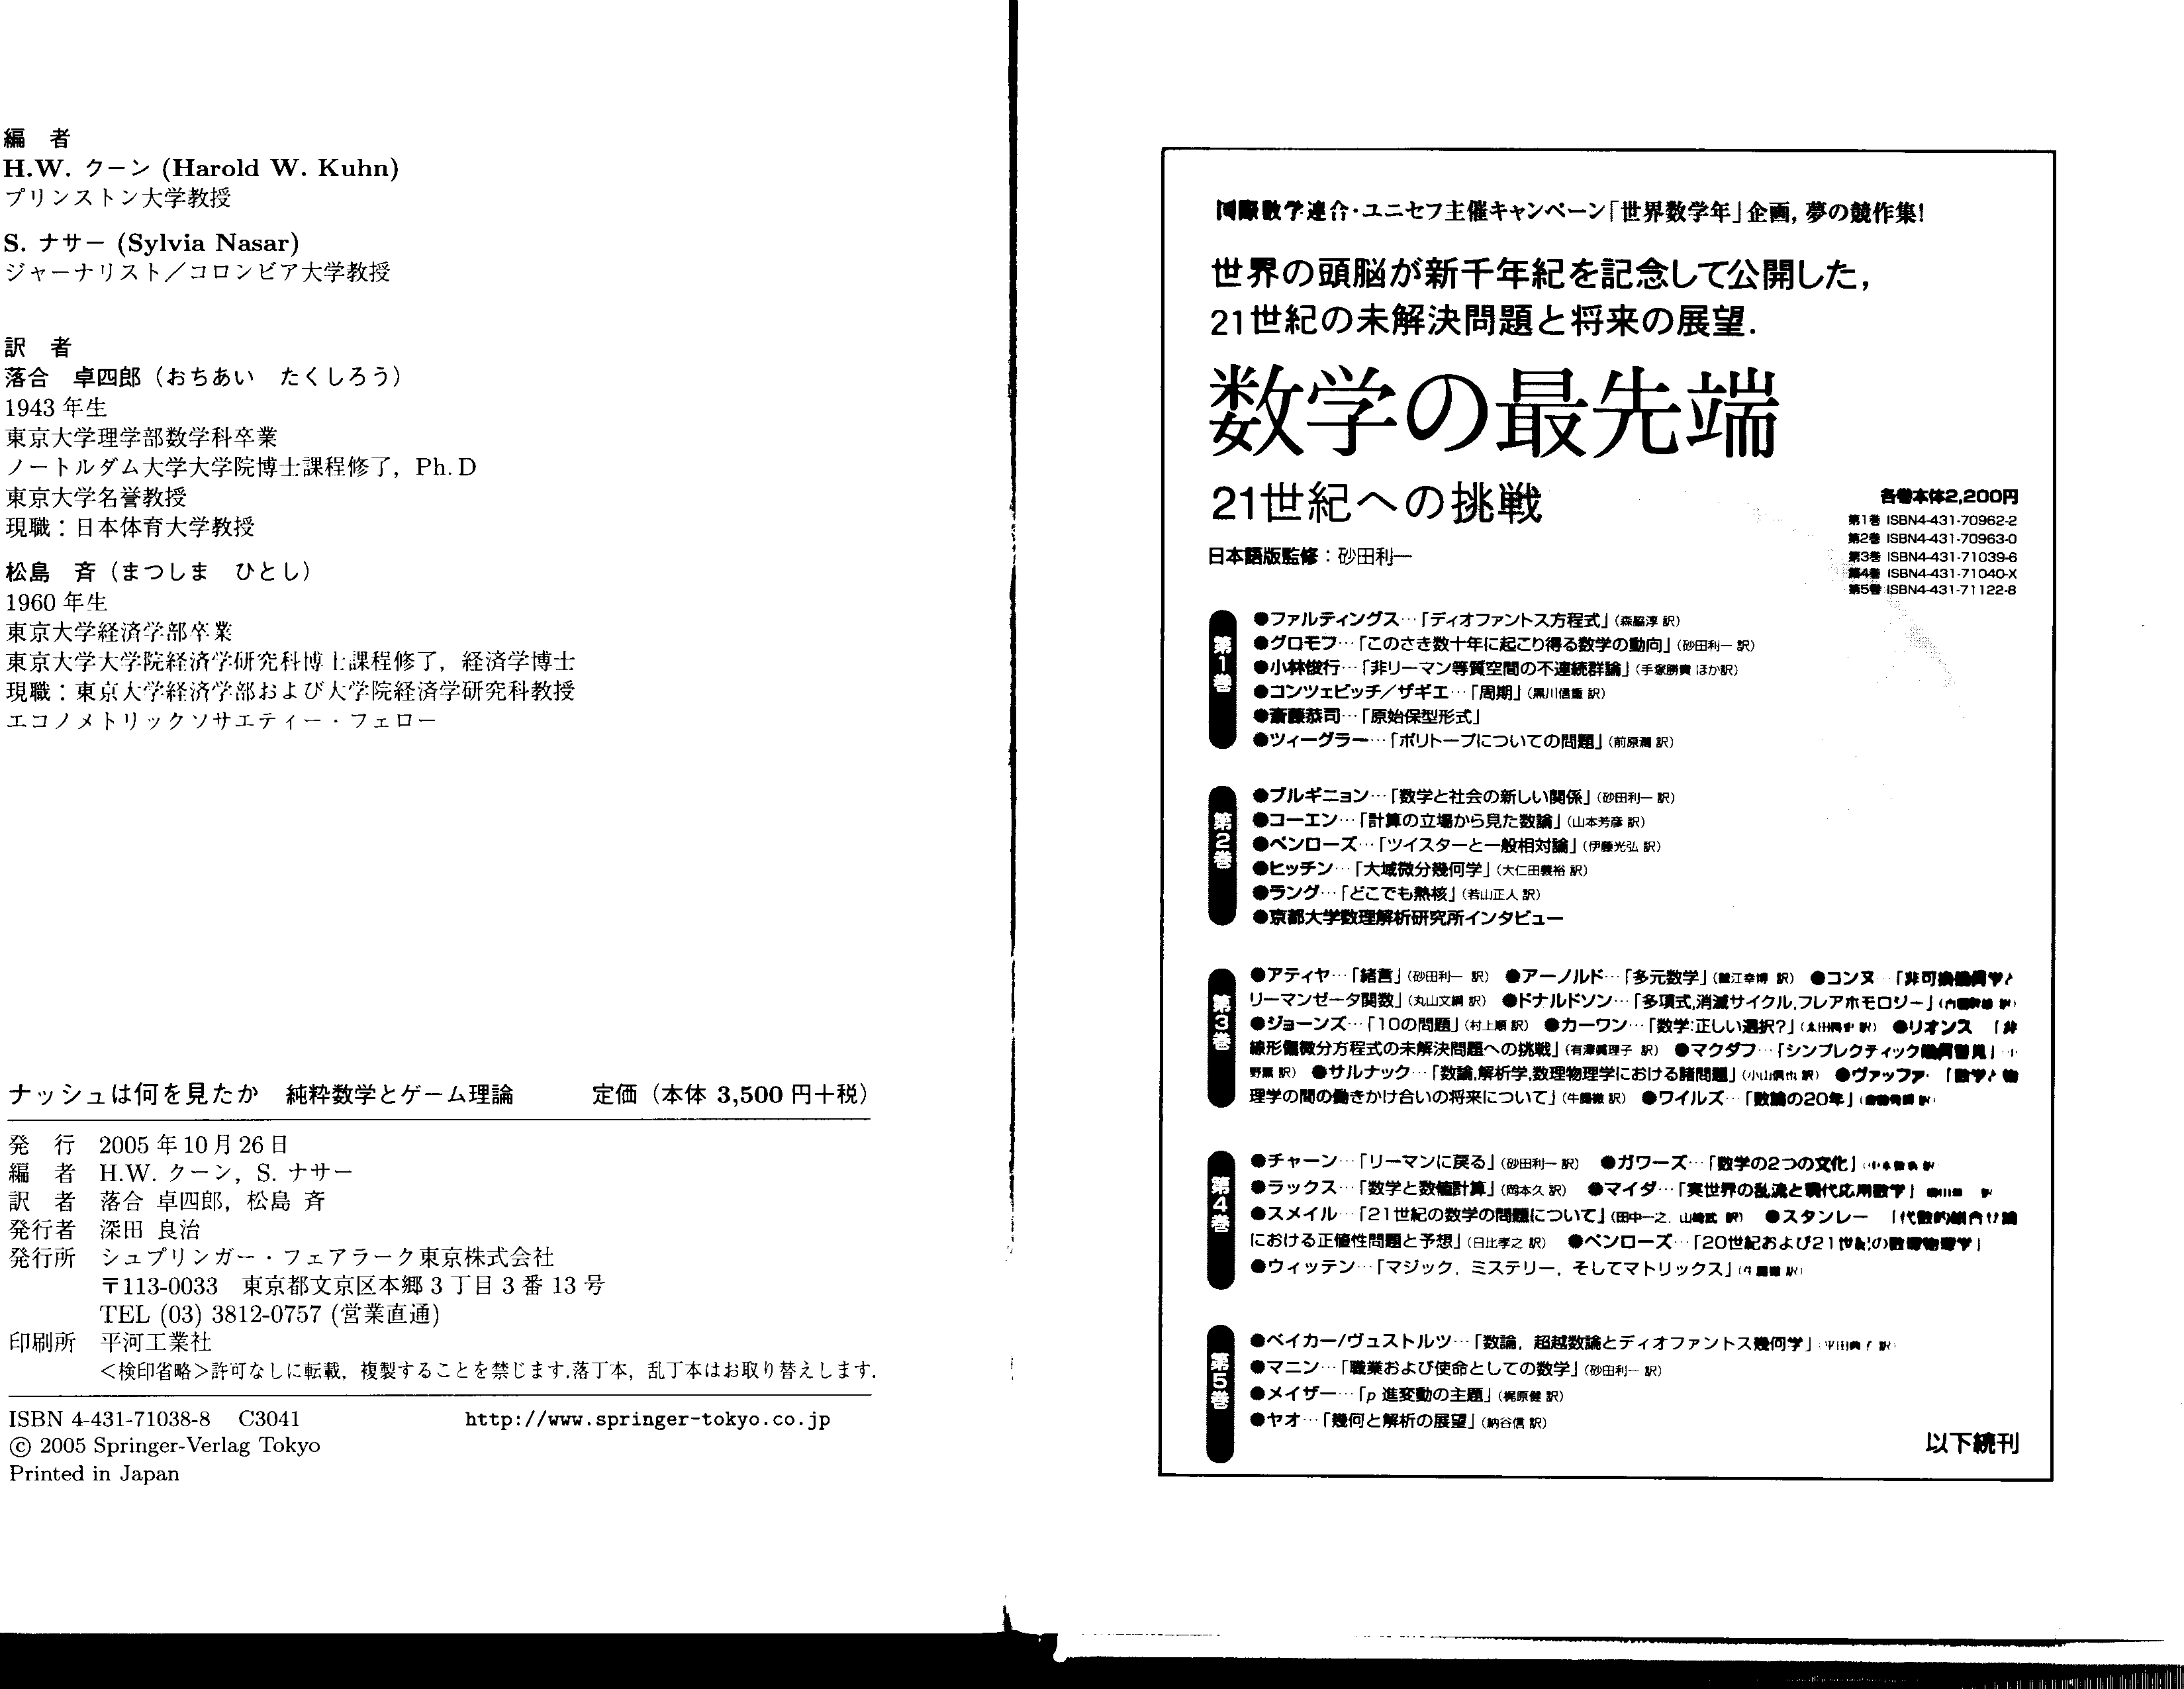 編　者
H.W. クーン (Harold W. Kuhn)
プリンストン大学教授
S. ナサー (Sylvia Nasar)
ジャーナリスト／コロンビア大学教授
訳　者
落合　卓四郎（おちあい　たくしろう）
1943 年生
東京大学理学部数学科卒業
ノートルダム大学大学院博士課程修了，Ph. D
東京大学名誉教授
現職：日本体育大学教授
松島　斉（まつしま　ひとし）
1960 年生
東京大学経済学部卒業
東京大学大学院経済学研究科博士課程修了，経済学博士
現職：東京大学経済学部および大学院経済学研究科教授
エコノメトリックソサエティー・フェロー
ナッシュは何を見たか　純粋数学とゲーム理論　　　定価（本体 3,500 円＋税）
発　行　2005 年 10 月 26 日
編　者　H.W. クーン，S. ナサー
訳　者　落合 卓四郎，松島 斉
発行者　深田 良治
発行所　シュプリンガー・フェアラーク東京株式会社
〒113-0033　東京都文京区本郷 3 丁目 3 番 13 号
TEL (03) 3812-0757 (営業直通)
印刷所　平河工業社
＜検印省略＞許可なしに転載，複製することを禁じます.落丁本，乱丁本はお取り替えします.
ISBN 4-431-71038-8　C3041　　　http://www.springer-tokyo.co.jp
© 2005 Springer-Verlag Tokyo
Printed in Japan
国際数学連合・ユニセフ主催キャンペーン「世界数学年」企画，夢の競作集！
世界の頭脳が新千年紀を記念して公開した，
21世紀の未解決問題と将来の展望．
数学の最先端
21世紀への挑戦
日本語版監修：砂田利一
各巻本体2,200円
第1巻 ISBN4-431-70962-2
第2巻 ISBN4-431-70963-0
第3巻 ISBN4-431-71039-6
第4巻 ISBN4-431-71040-X
第5巻 ISBN4-431-71122-8
第1巻
●ファルティングス…「ディオファントス方程式」（森脇淳 訳）
●グロモフ…「このさき数十年に起こり得る数学の動向」（砂田利一 訳）
●小林俊行…「非リーマン等質空間の不連続群論」（手塚勝貴 ほか訳）
●コンツェビッチ／ザギエ…「周期」（黒川信重 訳）
●斎藤恭司…「原始保型形式」
●ツィーグラー…「ポリトープについての問題」（前原濶 訳）
第2巻
●ブルギニョン…「数学と社会の新しい関係」（砂田利一 訳）
●コーエン…「計算の立場から見た数論」（山本芳彦 訳）
●ペンローズ…「ツイスターと一般相対論」（伊藤光弘 訳）
●ヒッチン…「大域微分幾何学」（大仁田義裕 訳）
●ラング…「どこでも熱核」（若山正人 訳）
●京都大学数理解析研究所インタビュー
第3巻
●アティヤ…「緒言」（砂田利一 訳） ●アーノルド…「多元数学」（蟹江幸博 訳） ●コンヌ…「非可換幾何学と
リーマンゼータ関数」（丸山文綱 訳） ●ドナルドソン…「多項式,消滅サイクル,フレアホモロジー」
●ジョーンズ…「10の問題」（村上順 訳） ●カーワン…「数学:正しい選択?」 ●リオンス…「非
線形偏微分方程式の未解決問題への挑戦」（有澤真理子 訳） ●マクダフ…「シンプレクティック
野薫 訳） ●サルナック…「数論,解析学,数理物理学における諸問題」（小山信也 訳） ●ヴァッファ…「数学と物
理学の間の働きかけ合いの将来について」（牛腸徹 訳） ●ワイルズ…「数論の20年」
第4巻
●チャーン…「リーマンに戻る」（砂田利一 訳） ●ガワーズ…「数学の2つの文化」
●ラックス…「数学と数値計算」（岡本久 訳） ●マイダ…「実世界の乱流と現代応用数学」
●スメイル…「21世紀の数学の問題について」（田中一之，山崎武 訳） ●スタンレー…「代数的組合せ論
における正値性問題と予想」（日比孝之 訳） ●ペンローズ…「20世紀および21世紀の数理物理学」
●ウィッテン…「マジック，ミステリー，そしてマトリックス」（牛腸徹 訳）
第5巻
●ベイカー/ヴュストルツ…「数論，超越数論とディオファントス幾何学」（平田典子 訳）
●マニン…「職業および使命としての数学」（砂田利一 訳）
●メイザー…「p 進変動の主題」（梶原健 訳）
●ヤオ…「幾何と解析の展望」（納谷信 訳）
以下続刊